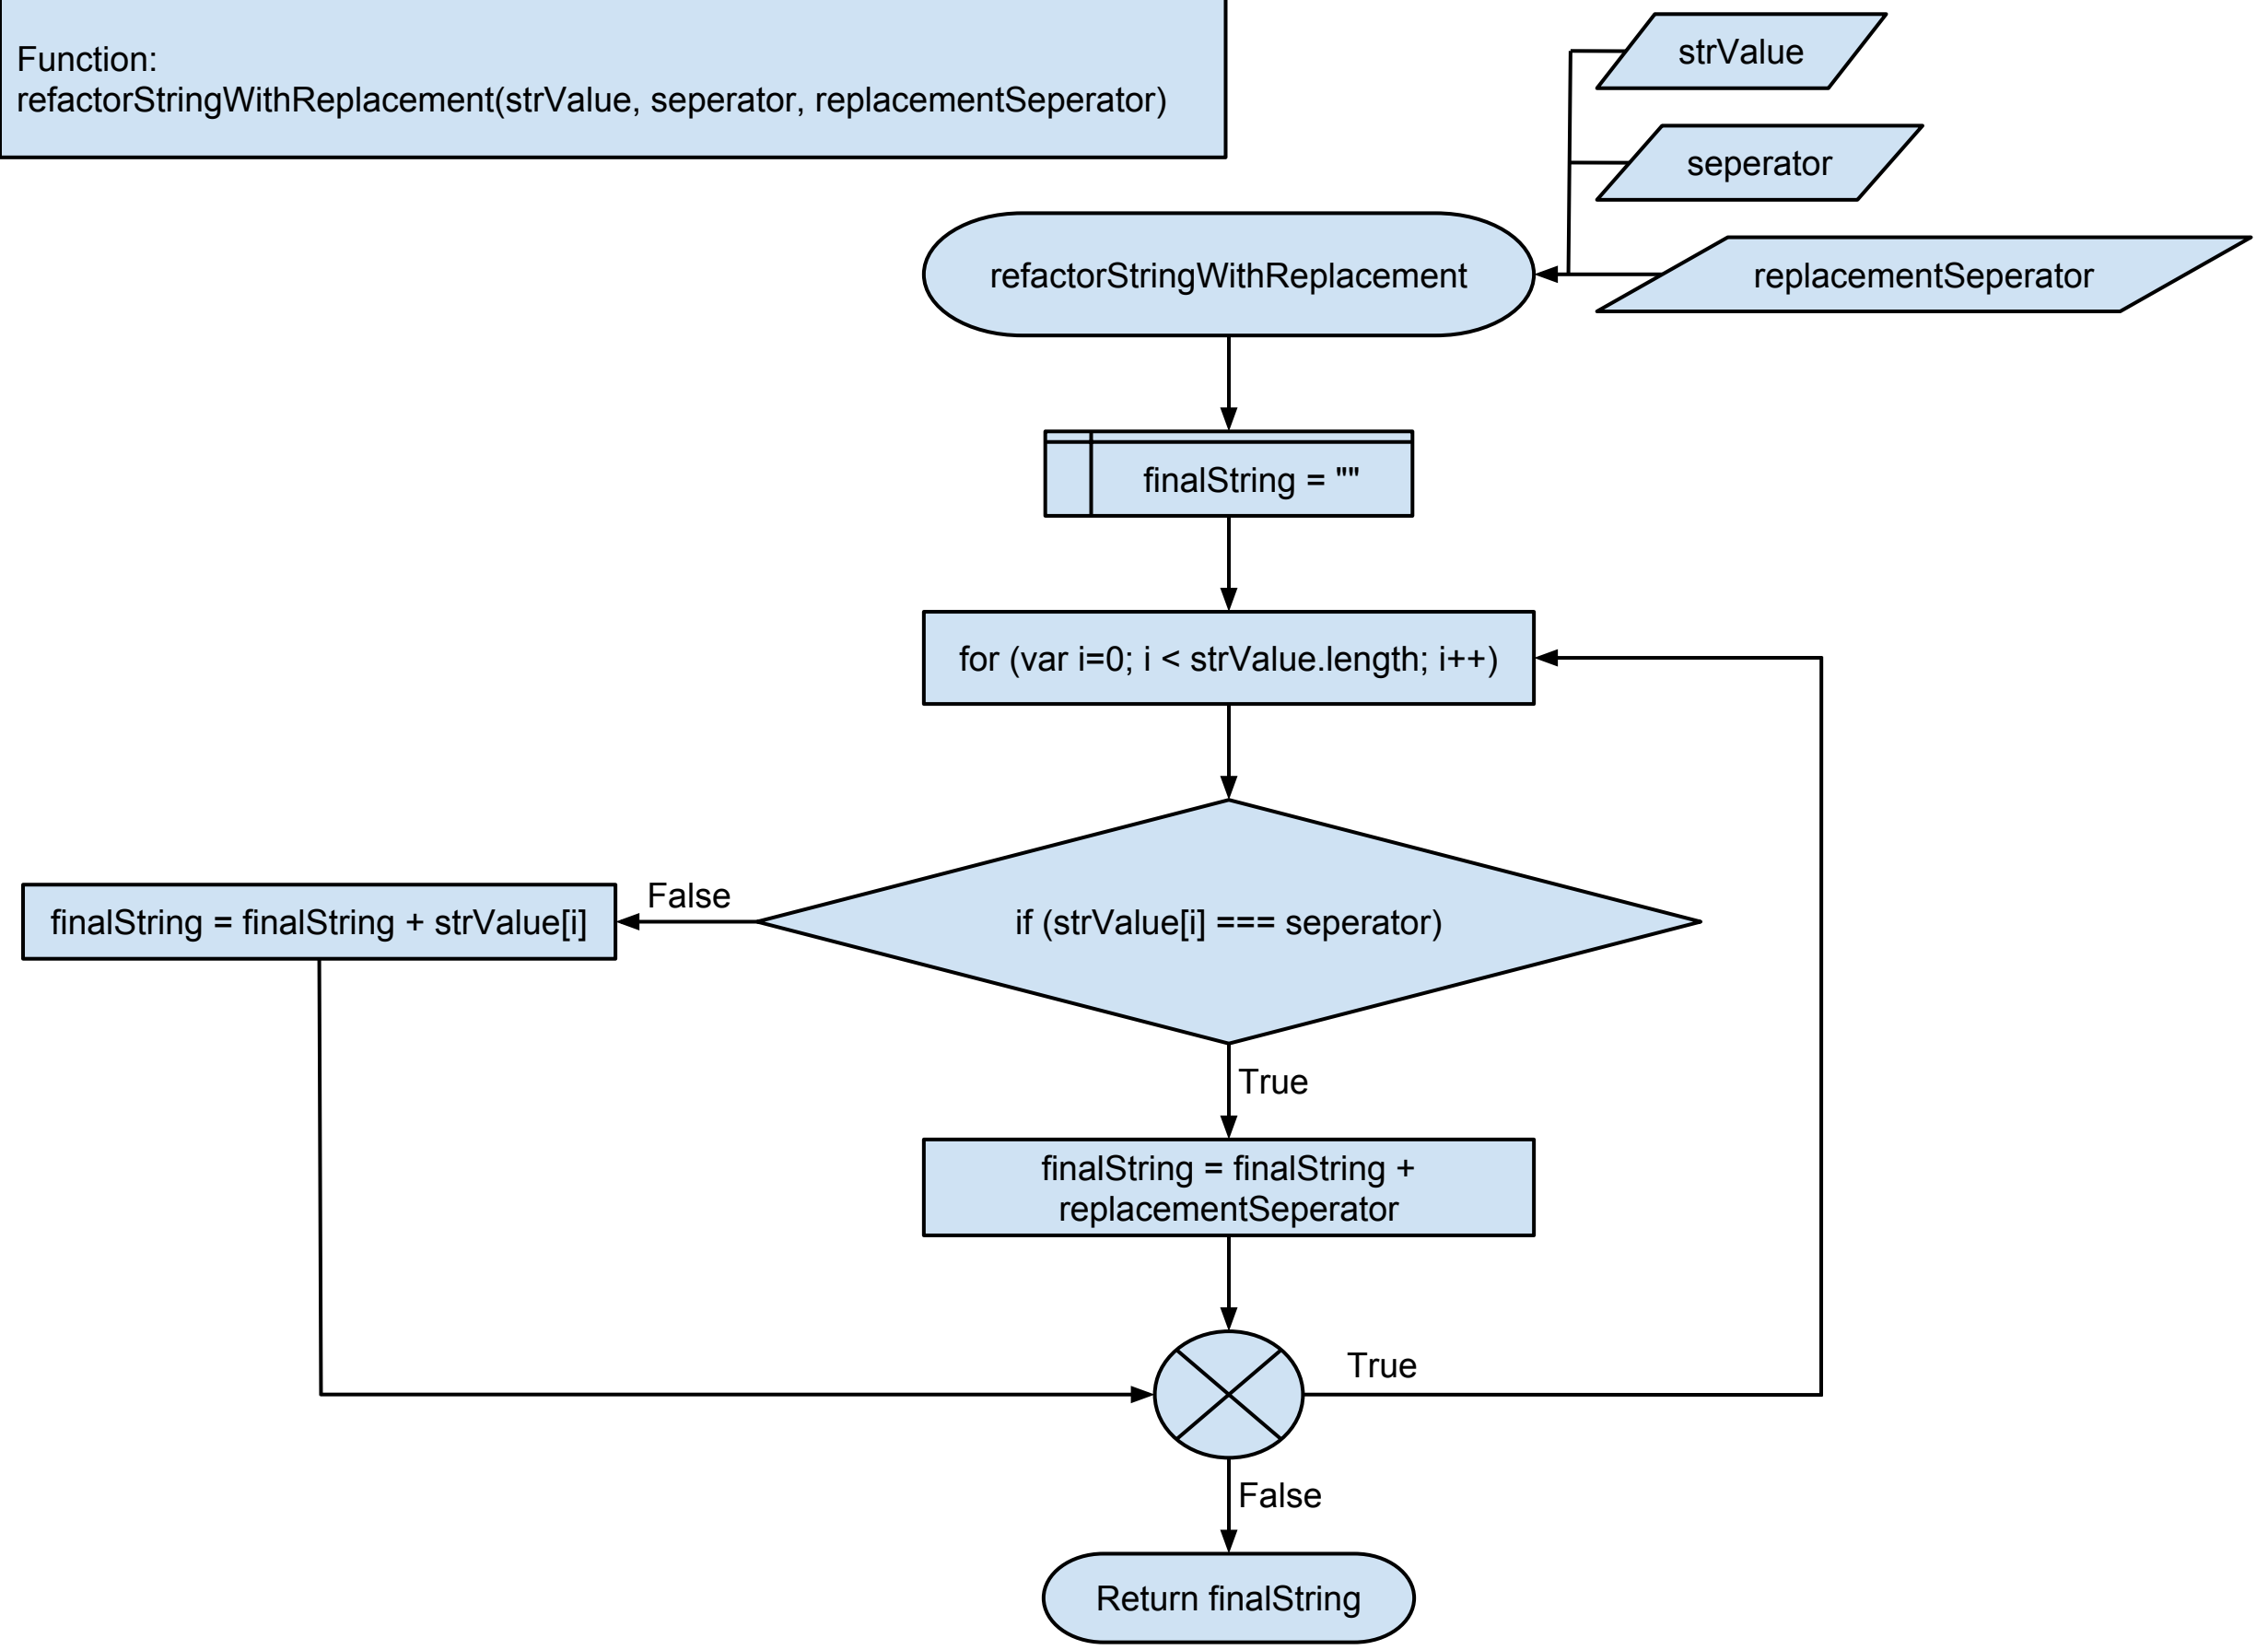 Function:
refactorStringWithReplacement(strValue, seperator, replacementSeperator)
strValue
seperator
refactorStringWithReplacement
replacementSeperator
finalString = ""
for (var i=0; i < strValue.length; i++)
False
finalString = finalString + strValue[i]
if (strValue[i] === seperator)
True
finalString = finalString +
replacementSeperator
True
False
Return finalString